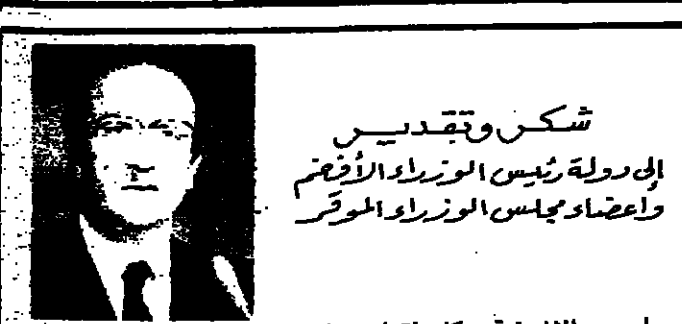 شكر وتقدير
إلى دولة رئيس الوزراء الأفخم
وأعضاء مجلس الوزراء الموقر